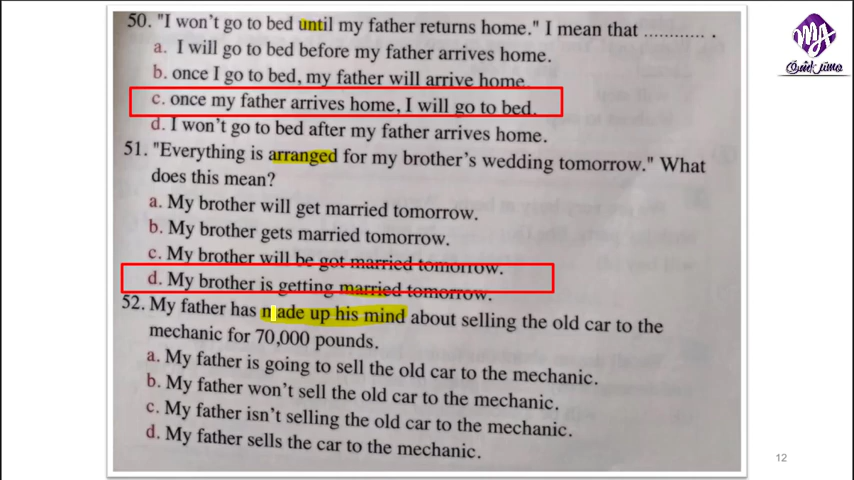 50. "I won't go to bed until my father returns home." I mean that ............ .
a. I will go to bed before my father arrives home.
b. once I go to bed, my father will arrive home.
c. once my father arrives home, I will go to bed.
d. I won't go to bed after my father arrives home.
51. "Everything is arranged for my brother's wedding tomorrow." What
does this mean?
a. My brother will get married tomorrow.
b. My brother gets married tomorrow.
c. My brother will be got married tomorrow.
d. My brother is getting married tomorrow.
52. My father has made up his mind about selling the old car to the
mechanic for 70,000 pounds.
a. My father is going to sell the old car to the mechanic.
b. My father won't sell the old car to the mechanic.
c. My father isn't selling the old car to the mechanic.
d. My father sells the car to the mechanic.
MA
12